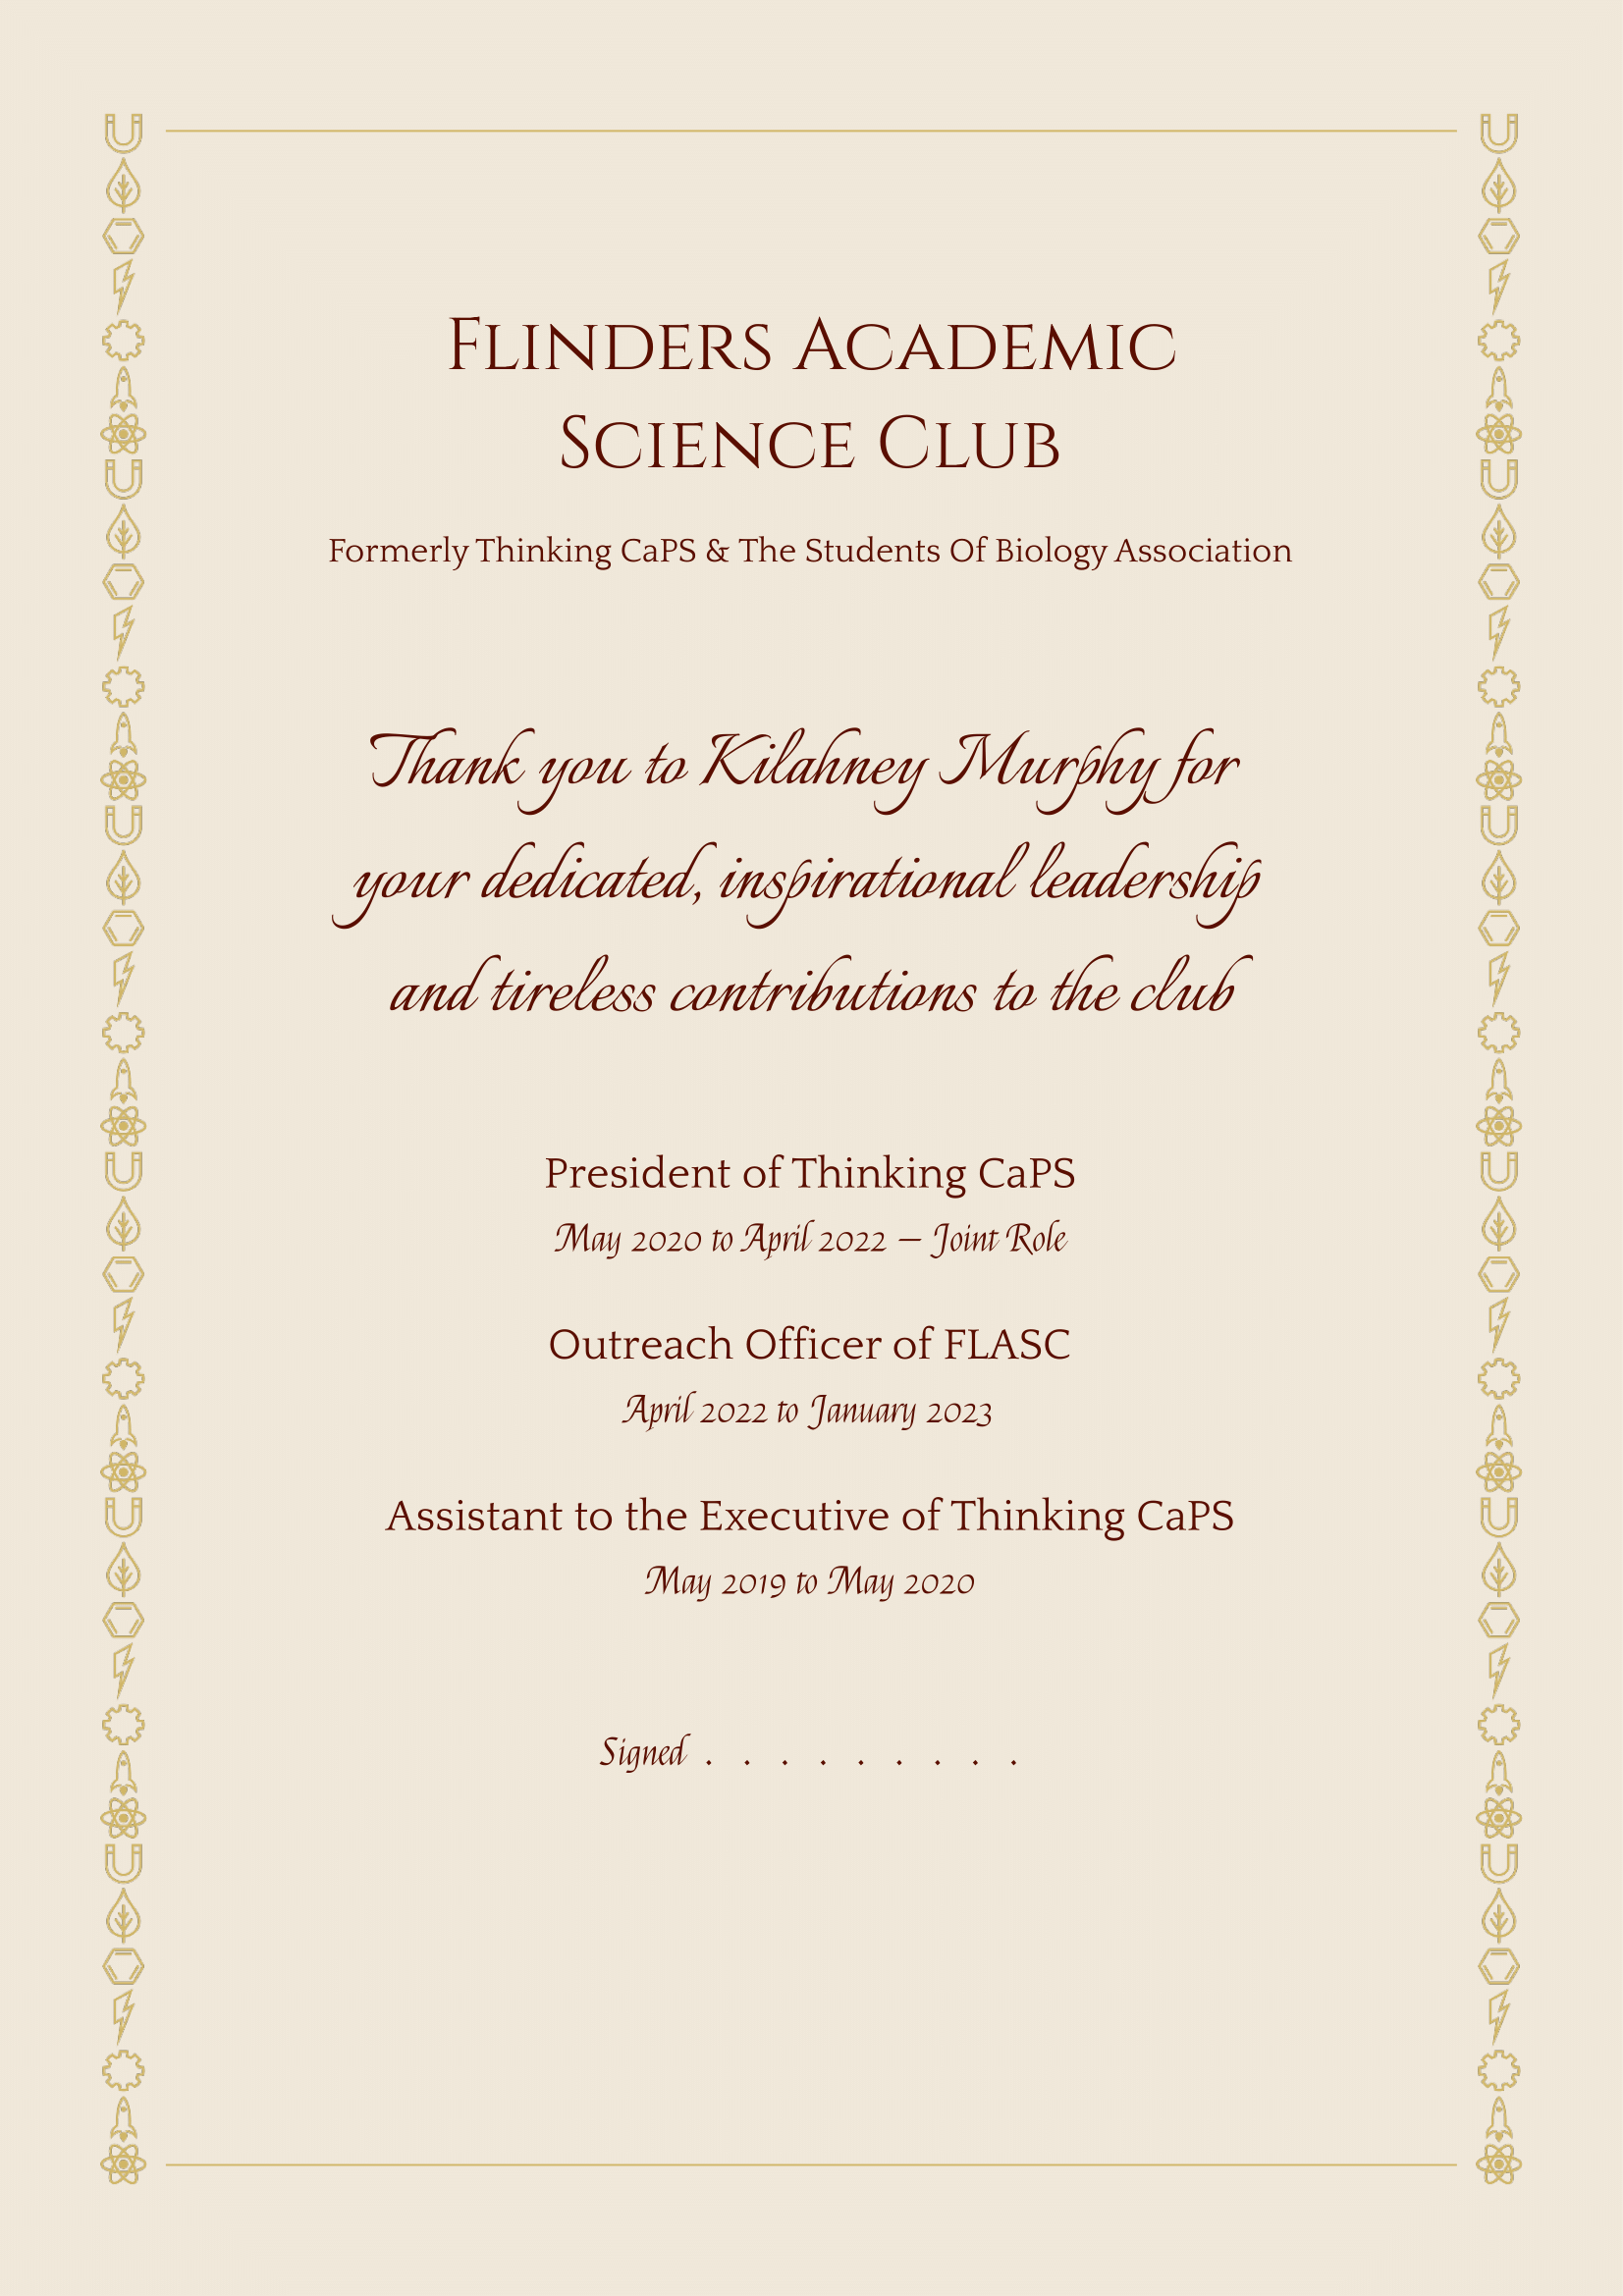 Flinders Academic
Science Club
Formerly Thinking CaPS & The Students Of Biology Association
Thank you to Kilahney Murphy for
your dedicated, inspirational leadership
and tireless contributions to the club
President of Thinking CaPS
May 2020 to April 2022 – Joint Role
Outreach Officer of FLASC
April 2022 to January 2023
Assistant to the Executive of Thinking CaPS
May 2019 to May 2020
Signed . . . . . . . . .